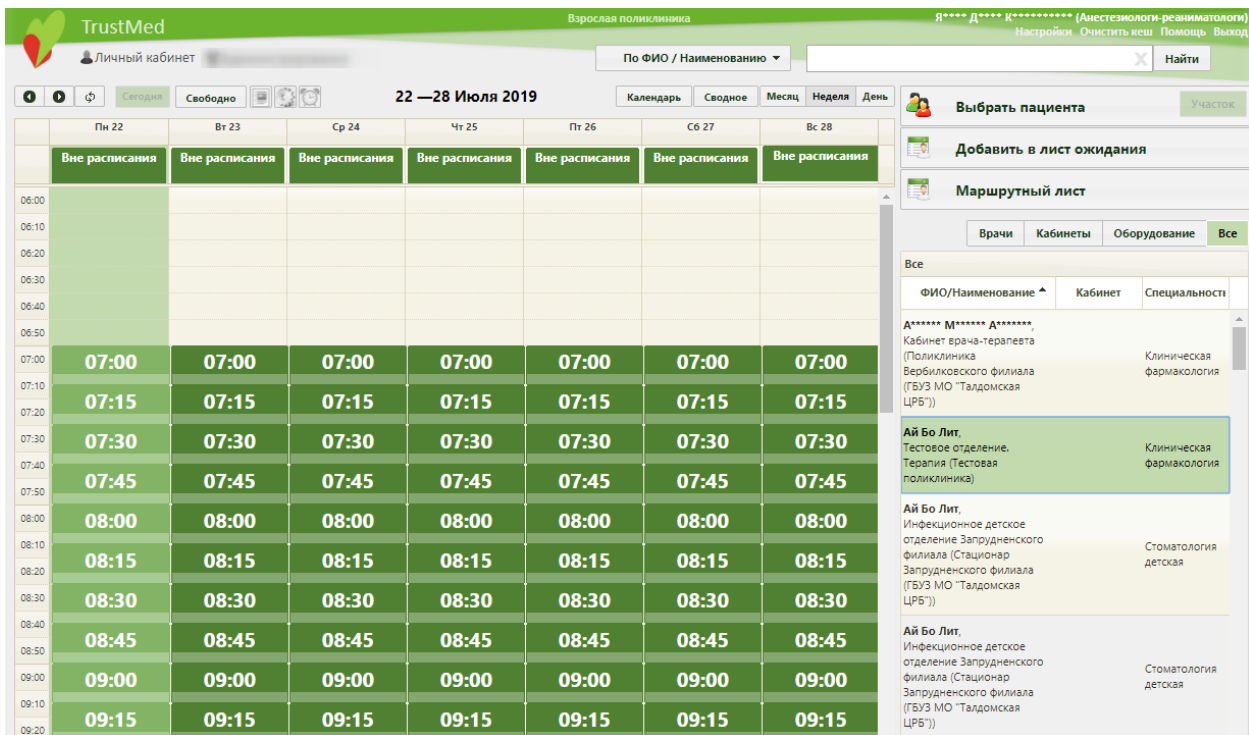 TrustMed
Взрослая поликлиника
Я**** Д**** К********** (Анестезиологи-реаниматологи)
Настройки Очистить кеш Помощь Выход
Личный кабинет
По ФИО / Наименованию
X
Найти
Сегодня
Свободно
22 —28 Июля 2019
Календарь Сводное
Месяц Неделя День
Выбрать пациента
Участок
Добавить в лист ожидания
Маршрутный лист
Пн 22 Вт 23 Ср 24 Чт 25 Пт 26 Сб 27 Вс 28
Вне расписания Вне расписания Вне расписания Вне расписания Вне расписания Вне расписания Вне расписания
06:00
06:10
06:20
06:30
06:40
06:50
07:00 07:00 07:00 07:00 07:00 07:00 07:00 07:00
07:10
07:15 07:15 07:15 07:15 07:15 07:15 07:15
07:20
07:30 07:30 07:30 07:30 07:30 07:30 07:30 07:30
07:40
07:45 07:45 07:45 07:45 07:45 07:45 07:45
07:50
08:00 08:00 08:00 08:00 08:00 08:00 08:00 08:00
08:10
08:15 08:15 08:15 08:15 08:15 08:15 08:15
08:20
08:30 08:30 08:30 08:30 08:30 08:30 08:30 08:30
08:40
08:45 08:45 08:45 08:45 08:45 08:45 08:45
08:50
09:00 09:00 09:00 09:00 09:00 09:00 09:00 09:00
09:10
09:15 09:15 09:15 09:15 09:15 09:15 09:15
09:20
Врачи Кабинеты Оборудование Все
Все
ФИО/Наименование Кабинет Специальность
А****** М****** А*******,
Кабинет врача-терапевта
(Поликлиника
Вербилковского филиала
(ГБУЗ МО "Талдомская
ЦРБ"))
Клиническая
фармакология
Ай Бо Лит,
Тестовое отделение.
Терапия (Тестовая
поликлиника)
Клиническая
фармакология
Ай Бо Лит,
Инфекционное детское
отделение Запрудненского
филиала (Стационар
Запрудненского филиала
(ГБУЗ МО "Талдомская
ЦРБ"))
Стоматология
детская
Ай Бо Лит,
Инфекционное детское
отделение Запрудненского
филиала (Стационар
Запрудненского филиала
(ГБУЗ МО "Талдомская
ЦРБ"))
Стоматология
детская